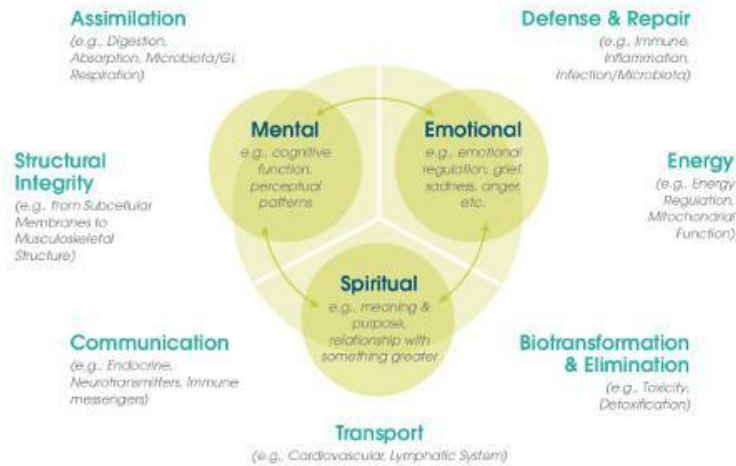 Assimilation
(e.g., Digestion,
Absorption, Microbiota/GI,
Respiration)
Defense & Repair
(e.g., Immune,
Inflammation,
Infection/Microbiota)
Mental
e.g., cognitive
function,
perceptual
patterns
Emotional
e.g., emotional
regulation, grief,
sadness, anger,
etc.
Structural
Integrity
(e.g., from Subcellular
Membranes to
Musculoskeletal
Structure)
Energy
(e.g., Energy
Regulation,
Mitochondrial
Function)
Spiritual
e.g., meaning &
purpose,
relationship with
something greater
Communication
(e.g., Endocrine,
Neurotransmitters, Immune
messengers)
Biotransformation
& Elimination
(e.g., Toxicity,
Detoxification)
Transport
(e.g., Cardiovascular, Lymphatic System)